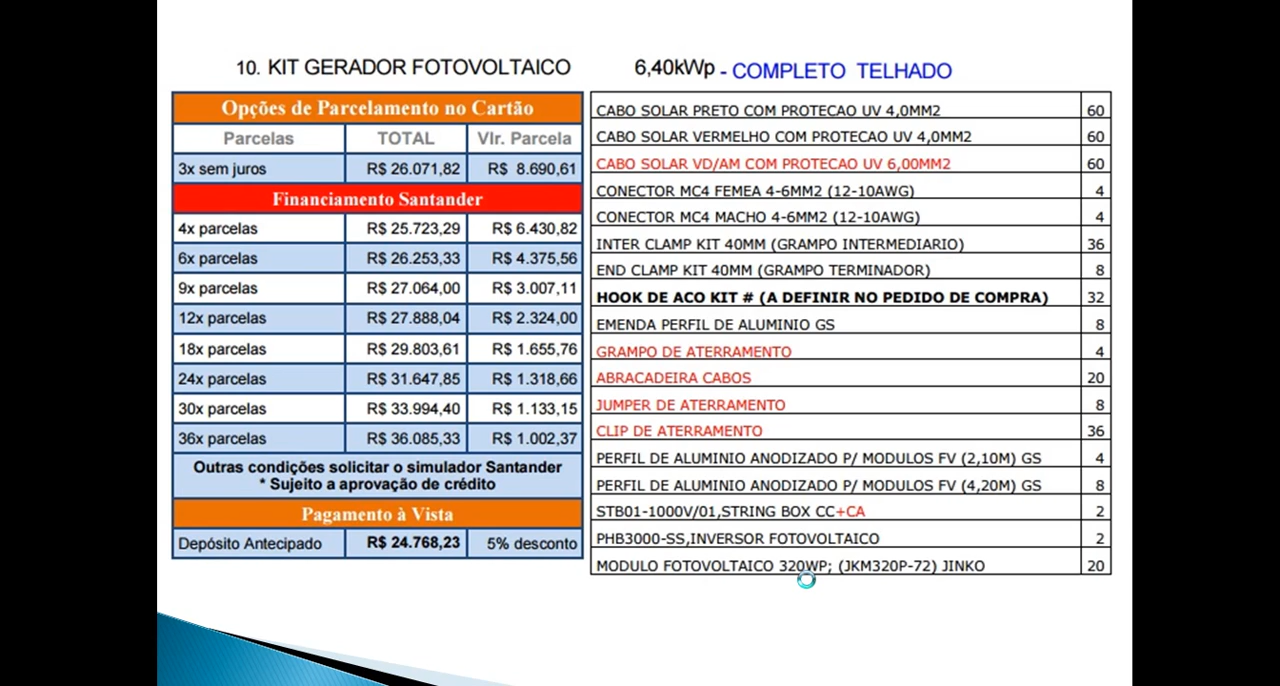 10. KIT GERADOR FOTOVOLTAICO 6,40kWp - COMPLETO TELHADO
Opções de Parcelamento no Cartão
Parcelas TOTAL Vlr. Parcela
3x sem juros R$ 26.071,82 R$ 8.690,61
Financiamento Santander
4x parcelas R$ 25.723,29 R$ 6.430,82
6x parcelas R$ 26.253,33 R$ 4.375,56
9x parcelas R$ 27.064,00 R$ 3.007,11
12x parcelas R$ 27.888,04 R$ 2.324,00
18x parcelas R$ 29.803,61 R$ 1.655,76
24x parcelas R$ 31.647,85 R$ 1.318,66
30x parcelas R$ 33.994,40 R$ 1.133,15
36x parcelas R$ 36.085,33 R$ 1.002,37
Outras condições solicitar o simulador Santander
* Sujeito a aprovação de crédito
Pagamento à Vista
Depósito Antecipado R$ 24.768,23 5% desconto
CABO SOLAR PRETO COM PROTECAO UV 4,0MM2 60
CABO SOLAR VERMELHO COM PROTECAO UV 4,0MM2 60
CABO SOLAR VD/AM COM PROTECAO UV 6,00MM2 60
CONECTOR MC4 FEMEA 4-6MM2 (12-10AWG) 4
CONECTOR MC4 MACHO 4-6MM2 (12-10AWG) 4
INTER CLAMP KIT 40MM (GRAMPO INTERMEDIARIO) 36
END CLAMP KIT 40MM (GRAMPO TERMINADOR) 8
HOOK DE ACO KIT # (A DEFINIR NO PEDIDO DE COMPRA) 32
EMENDA PERFIL DE ALUMINIO GS 8
GRAMPO DE ATERRAMENTO 4
ABRACADEIRA CABOS 20
JUMPER DE ATERRAMENTO 8
CLIP DE ATERRAMENTO 36
PERFIL DE ALUMINIO ANODIZADO P/ MODULOS FV (2,10M) GS 4
PERFIL DE ALUMINIO ANODIZADO P/ MODULOS FV (4,20M) GS 8
STB01-1000V/01,STRING BOX CC+CA 2
PHB3000-SS,INVERSOR FOTOVOLTAICO 2
MODULO FOTOVOLTAICO 320WP; (JKM320P-72) JINKO 20